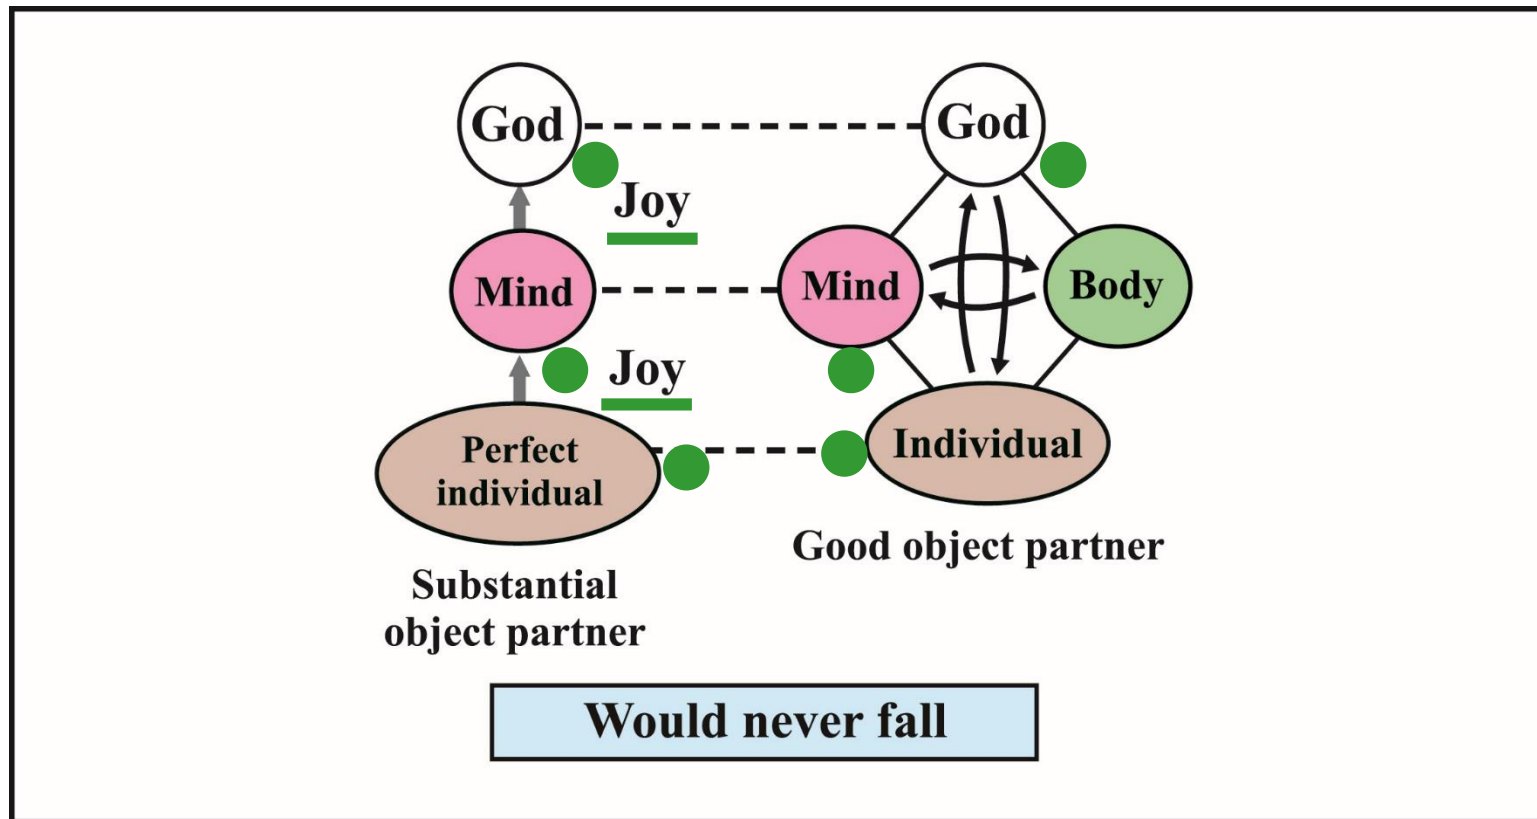 God
God
Joy
Mind
Mind
Body
Joy
Perfect
individual
Individual
Good object partner
Substantial
object partner
Would never fall